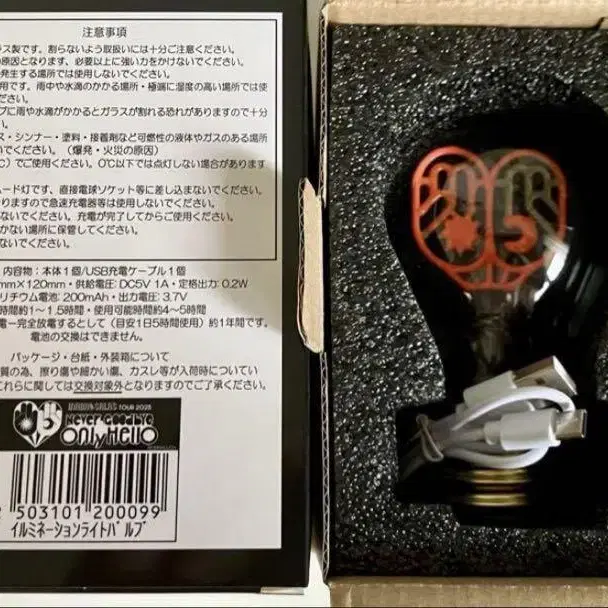 注意事項
ス製です。割らないよう取扱いには十分ご注意ください。
の原因となります、必要以上に強い力をかけないでください。
発生する場所では使用しないでください。
用です。雨中や水滴のかかる場所・極端に湿度の高い場所では使
ださい。
プに雨や水滴がかかるとガラスが割れる恐れがありますので十分
い。
ス・シンナー・塗料・接着剤など可燃性の液体やガスのある場所
いでください。（爆発・火災の原因）
℃）でご使用ください。0℃以下では点灯しない場合があります
ムード灯です、直接電球ソケット等に差し込まないでください。
りますので急速充電器等は使用しないでください。
ないでください。充電が完了してからご使用ください。
かない場所に保管してください。
ないでください。
内容物：本体1個/USB充電ケーブル1個
mm×120mm・供給電圧：DC5V 1A・定格出力：0.2W
リチウム電池：200mAh・出力電圧：3.7V
時間約1～1.5時間・使用可能時間約4～5時間
電ー完全放電するとして（目安1日5時間使用）約1年間です。
電池の交換はできません。
パッケージ・台紙・外装箱について
質の為、擦り傷や細かい傷、カスレ等が入荷時についてい
これらに関しては交換対象外となりますのでご了承ください。
TOUR 2025
Never Goodbye
Only Hello
503101 200099
イルミネーションライトバルブ